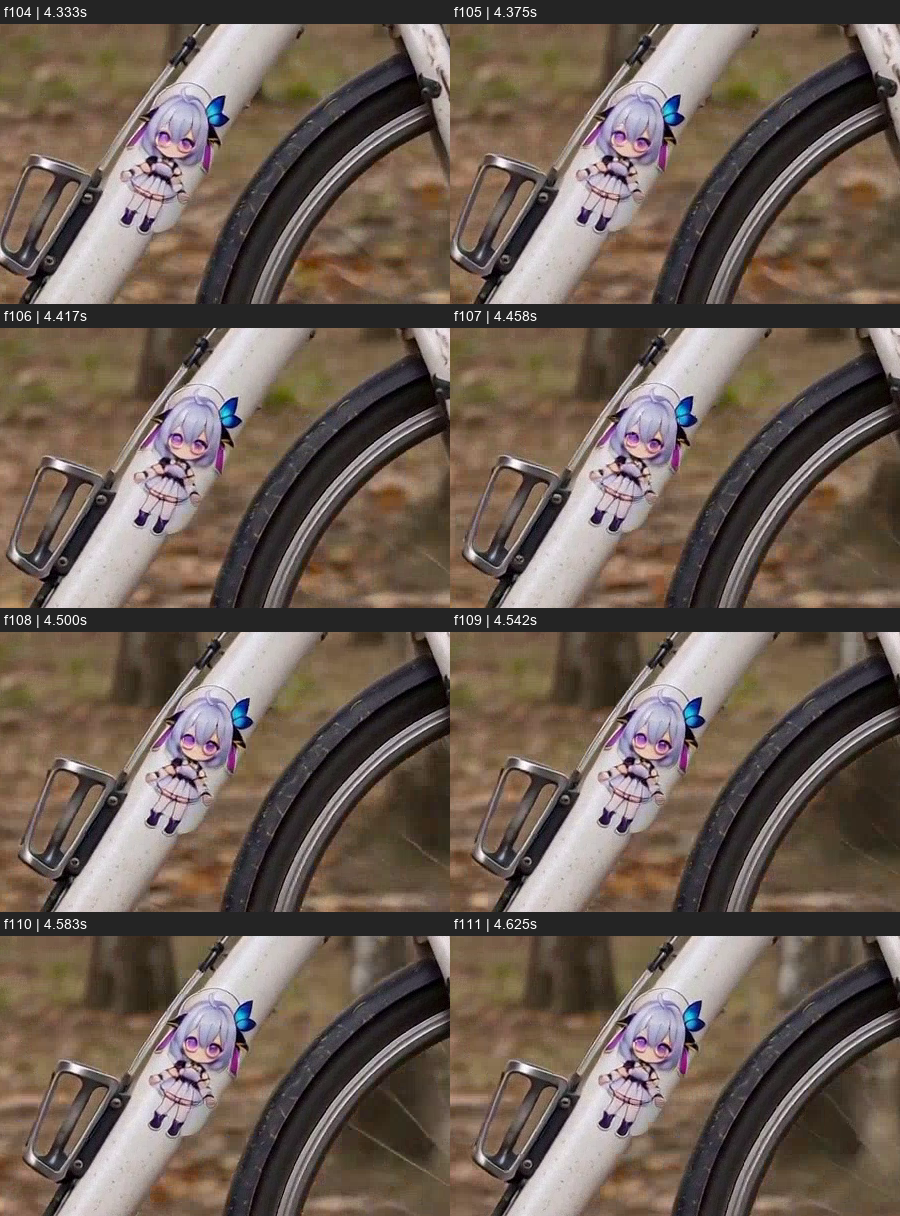 f104 | 4.333s
f105 | 4.375s
f106 | 4.417s
f107 | 4.458s
f108 | 4.500s
f109 | 4.542s
f110 | 4.583s
f111 | 4.625s